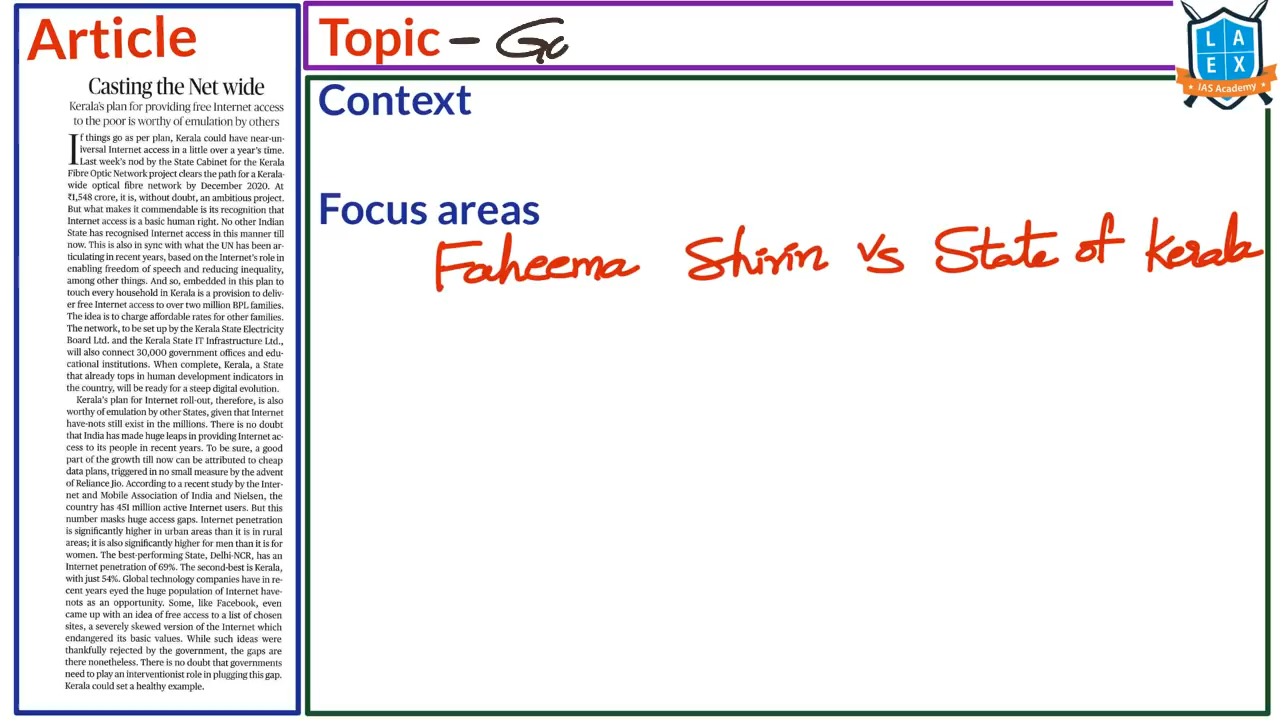 Article
Casting the Net wide
Kerala's plan for providing free Internet access
to the poor is worthy of emulation by others
If things go as per plan, Kerala could have near-un-
iversal Internet access in a little over a year's time.
Last week's nod by the State Cabinet for the Kerala
Fibre Optic Network project clears the path for a Kerala-
wide optical fibre network by December 2020. At
₹1,548 crore, it is, without doubt, an ambitious project.
But what makes it commendable is its recognition that
Internet access is a basic human right. No other Indian
State has recognised Internet access in this manner till
now. This is also in sync with what the UN has been ar-
ticulating in recent years, based on the Internet's role in
enabling freedom of speech and reducing inequality,
among other things. And so, embedded in this plan to
touch every household in Kerala is a provision to deliv-
er free Internet access to over two million BPL families.
The idea is to charge affordable rates for other families.
The network, to be set up by the Kerala State Electricity
Board Ltd. and the Kerala State IT Infrastructure Ltd.,
will also connect 30,000 government offices and edu-
cational institutions. When complete, Kerala, a State
that already tops in human development indicators in
the country, will be ready for a steep digital evolution.
Kerala's plan for Internet roll-out, therefore, is also
worthy of emulation by other States, given that Internet
have-nots still exist in the millions. There is no doubt
that India has made huge leaps in providing Internet ac-
cess to its people in recent years. To be sure, a good
part of the growth till now can be attributed to cheap
data plans, triggered in no small measure by the advent
of Reliance Jio. According to a recent study by the Inter-
net and Mobile Association of India and Nielsen, the
country has 451 million active Internet users. But this
number masks huge access gaps. Internet penetration
is significantly higher in urban areas than it is in rural
areas; it is also significantly higher for men than it is for
women. The best-performing State, Delhi-NCR, has an
Internet penetration of 69%. The second-best is Kerala,
with just 54%. Global technology companies have in re-
cent years eyed the huge population of Internet have-
nots as an opportunity. Some, like Facebook, even
came up with an idea of free access to a list of chosen
sites, a severely skewed version of the Internet which
endangered its basic values. While such ideas were
thankfully rejected by the government, the gaps are
there nonetheless. There is no doubt that governments
need to play an interventionist role in plugging this gap.
Kerala could set a healthy example.
Topic - Go
Context
Focus areas
Faheema Shirin vs State of Kerala
L A
E X
IAS Academy